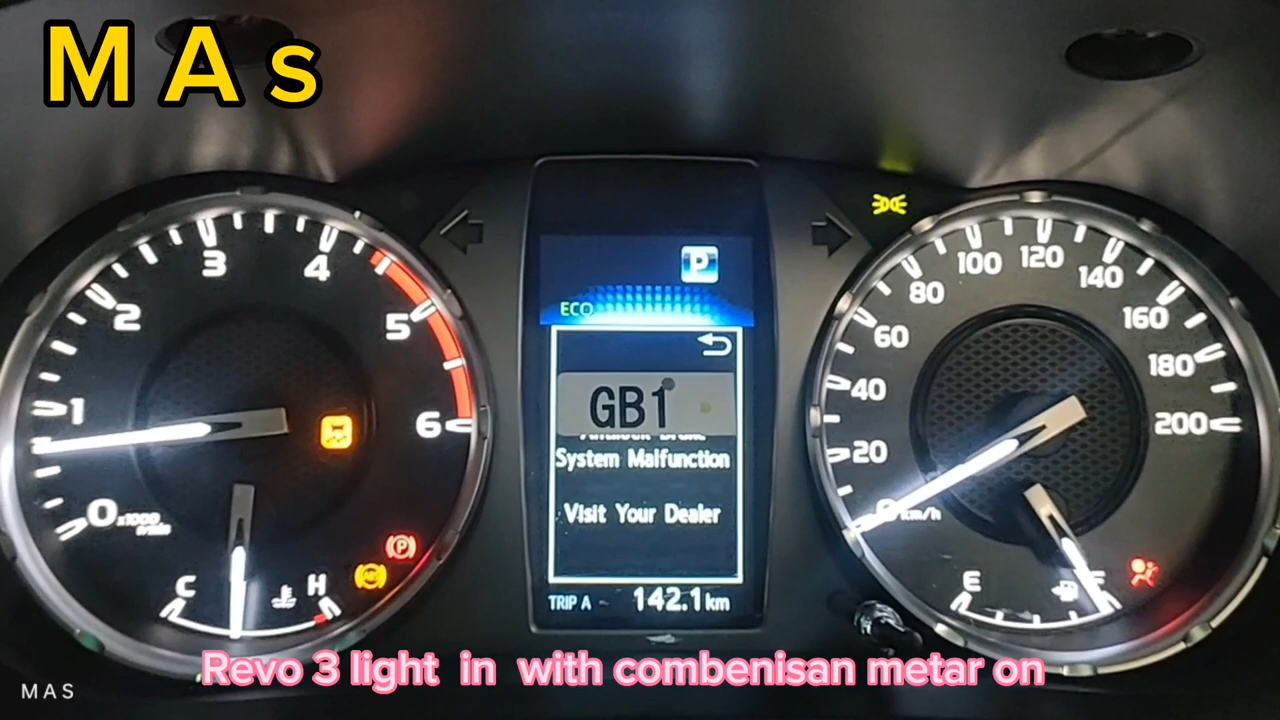 M A s
3
4
2
5
1
6
0 x1000 r/min
C
H
P
ABS
P
ECO
GB1
System Malfunction
Visit Your Dealer
TRIP A
142.1 km
100
120
140
80
160
60
180
40
200
20
0 km/h
E
F
Revo 3 light in with combenisan metar on
MAS